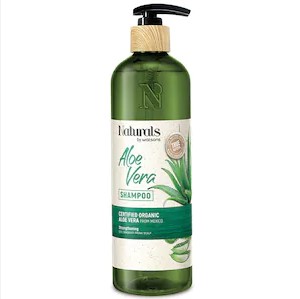 N
Naturals
by watsons
Aloe
Vera
SHAMPOO
CERTIFIED ORGANIC
ALOE VERA FROM MEXICO
Strengthening